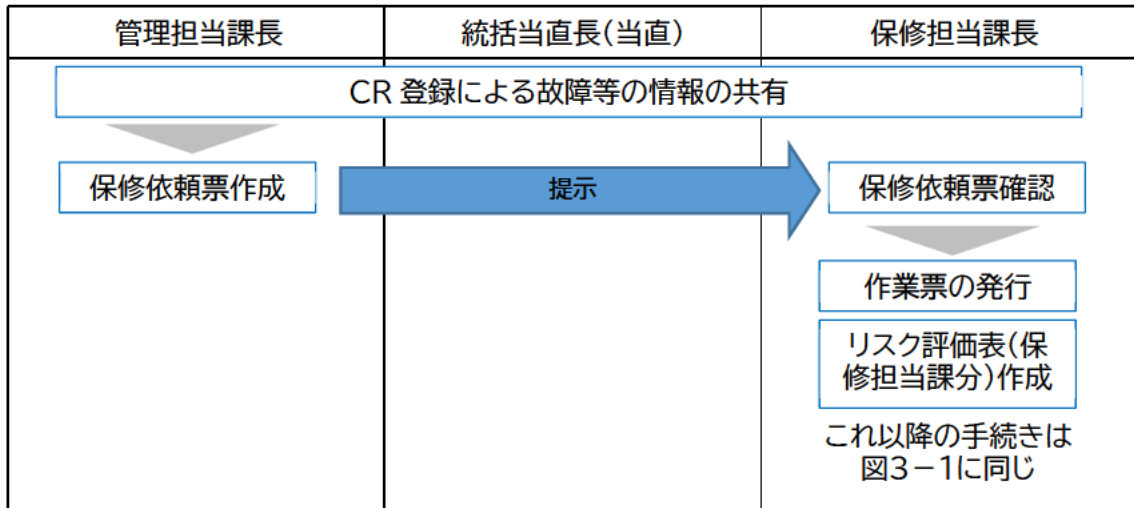 管理担当課長
統括当直長(当直)
保修担当課長
CR 登録による故障等の情報の共有
保修依頼票作成
提示
保修依頼票確認
作業票の発行
リスク評価表(保
修担当課分)作成
これ以降の手続きは
図3-1に同じ